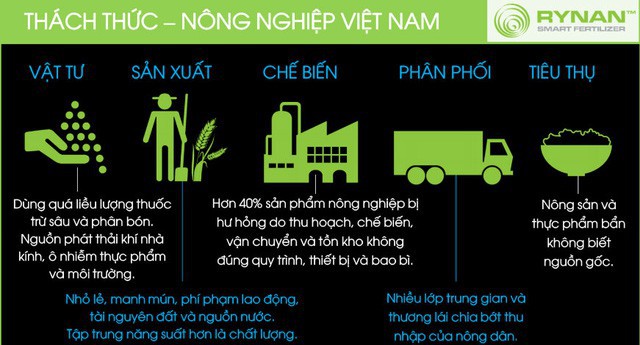 THÁCH THỨC – NÔNG NGHIỆP VIỆT NAM
RYNAN™
SMART FERTILIZER
VẬT TƯ
SẢN XUẤT
CHẾ BIẾN
PHÂN PHỐI
TIÊU THỤ
Dùng quá liều lượng thuốc
trừ sâu và phân bón.
Nguồn phát thải khí nhà
kính, ô nhiễm thực phẩm
và môi trường.
Nhỏ lẻ, manh mún, phí phạm lao động,
tài nguyên đất và nguồn nước.
Tập trung năng suất hơn là chất lượng.
Hơn 40% sản phẩm nông nghiệp bị
hư hỏng do thu hoạch, chế biến,
vận chuyển và tồn kho không
đúng quy trình, thiết bị và bao bì.
Nhiều lớp trung gian và
thương lái chia bớt thu
nhập của nông dân.
Nông sản và
thực phẩm bẩn
không biết
nguồn gốc.